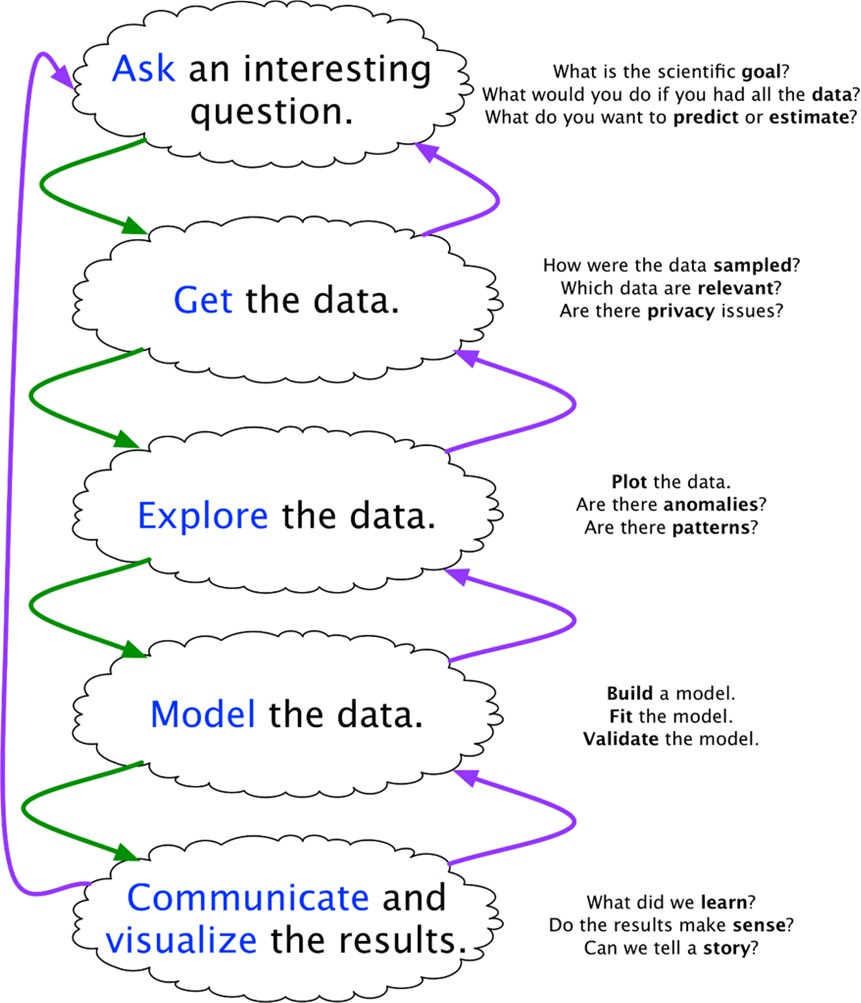 Ask an interesting
question.
What is the scientific goal?
What would you do if you had all the data?
What do you want to predict or estimate?
Get the data.
How were the data sampled?
Which data are relevant?
Are there privacy issues?
Explore the data.
Plot the data.
Are there anomalies?
Are there patterns?
Model the data.
Build a model.
Fit the model.
Validate the model.
Communicate and
visualize the results.
What did we learn?
Do the results make sense?
Can we tell a story?